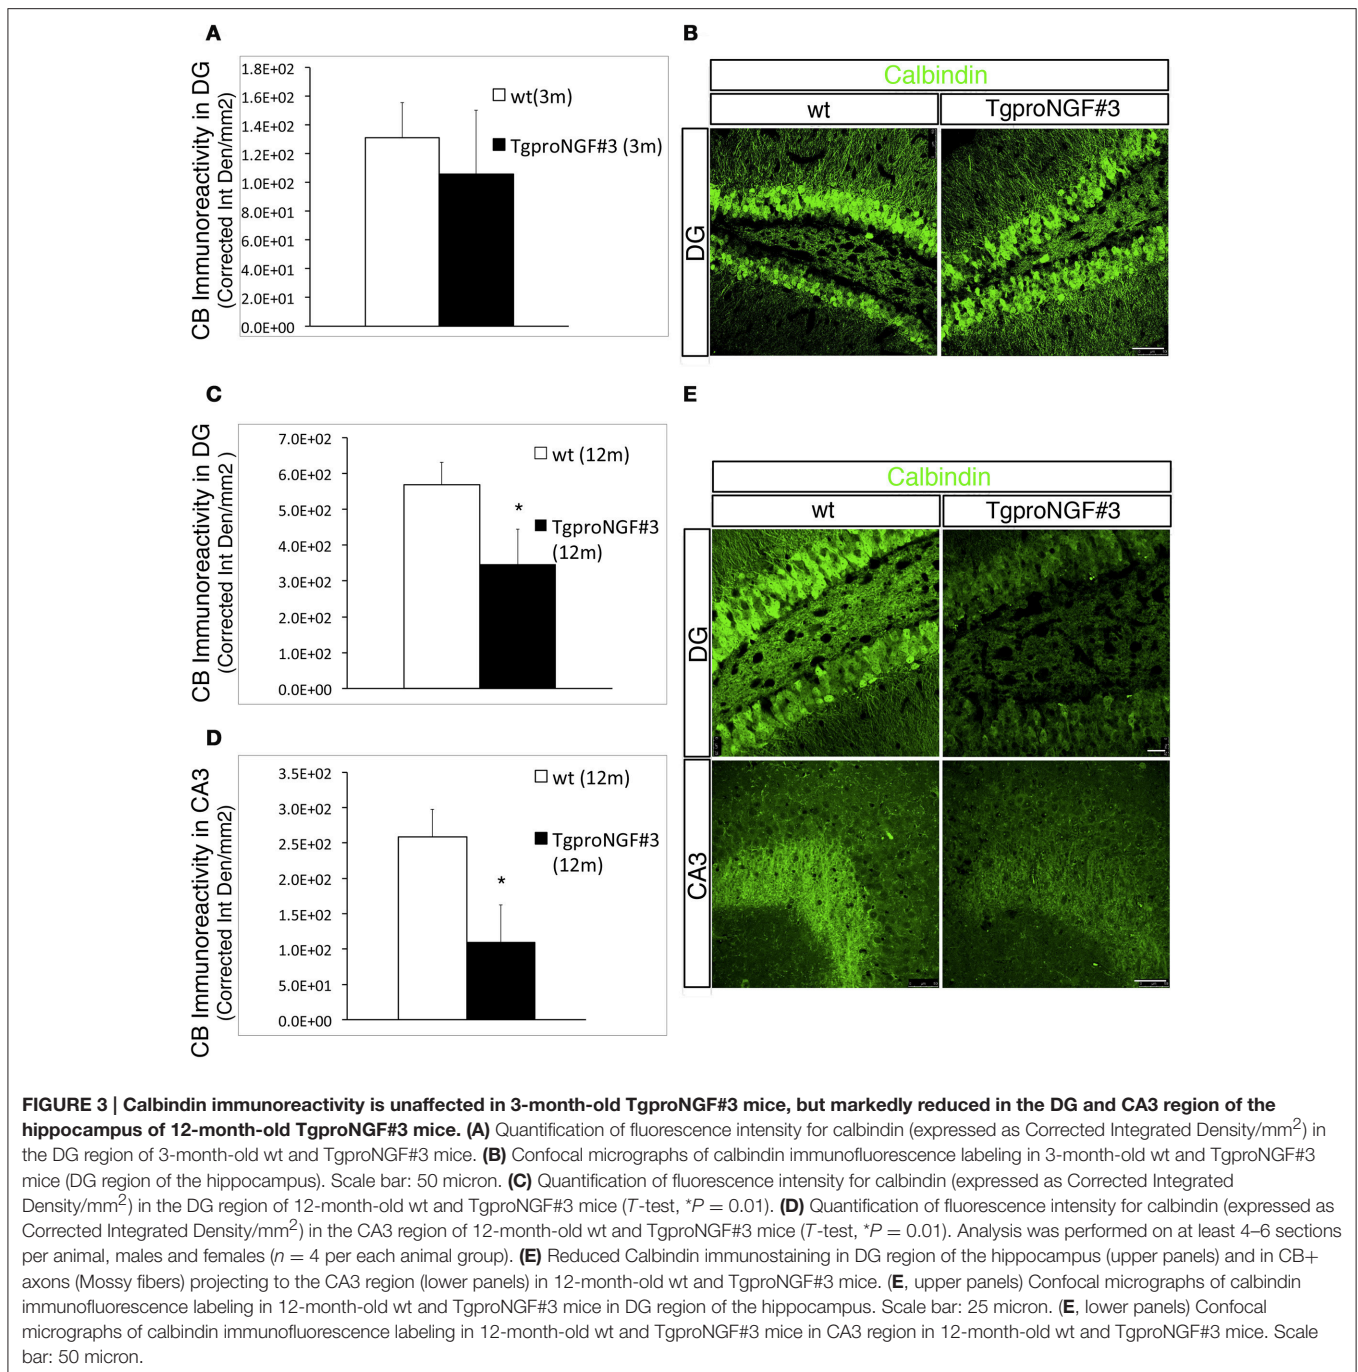 A
CB Immunoreactivity in DG
(Corrected Int Den/mm2)
1.8E+02
1.6E+02
1.4E+02
1.2E+02
1.0E+02
8.0E+01
6.0E+01
4.0E+01
2.0E+01
0.0E+00
wt(3m)
TgproNGF#3 (3m)
B
Calbindin
wt
TgproNGF#3
DG
C
CB Immunoreactivity in DG
(Corrected Int Den/mm2 )
7.0E+02
6.0E+02
5.0E+02
4.0E+02
3.0E+02
2.0E+02
1.0E+02
0.0E+00
wt (12m)
*
TgproNGF#3
(12m)
D
CB Immunoreactivity in CA3
(Corrected Int Den/mm2)
3.5E+02
3.0E+02
2.5E+02
2.0E+02
1.5E+02
1.0E+02
5.0E+01
0.0E+00
wt (12m)
TgproNGF#3
(12m)
*
E
Calbindin
wt
TgproNGF#3
DG
CA3
FIGURE 3 | Calbindin immunoreactivity is unaffected in 3-month-old TgproNGF#3 mice, but markedly reduced in the DG and CA3 region of the
hippocampus of 12-month-old TgproNGF#3 mice. (A) Quantification of fluorescence intensity for calbindin (expressed as Corrected Integrated Density/mm²) in
the DG region of 3-month-old wt and TgproNGF#3 mice. (B) Confocal micrographs of calbindin immunofluorescence labeling in 3-month-old wt and TgproNGF#3
mice (DG region of the hippocampus). Scale bar: 50 micron. (C) Quantification of fluorescence intensity for calbindin (expressed as Corrected Integrated
Density/mm²) in the DG region of 12-month-old wt and TgproNGF#3 mice (T-test, *P = 0.01). (D) Quantification of fluorescence intensity for calbindin (expressed as
Corrected Integrated Density/mm²) in the CA3 region of 12-month-old wt and TgproNGF#3 mice (T-test, *P = 0.01). Analysis was performed on at least 4–6 sections
per animal, males and females (n = 4 per each animal group). (E) Reduced Calbindin immunostaining in DG region of the hippocampus (upper panels) and in CB+
axons (Mossy fibers) projecting to the CA3 region (lower panels) in 12-month-old wt and TgproNGF#3 mice. (E, upper panels) Confocal micrographs of calbindin
immunofluorescence labeling in 12-month-old wt and TgproNGF#3 mice in DG region of the hippocampus. Scale bar: 25 micron. (E, lower panels) Confocal
micrographs of calbindin immunofluorescence labeling in 12-month-old wt and TgproNGF#3 mice in CA3 region in 12-month-old wt and TgproNGF#3 mice. Scale
bar: 50 micron.